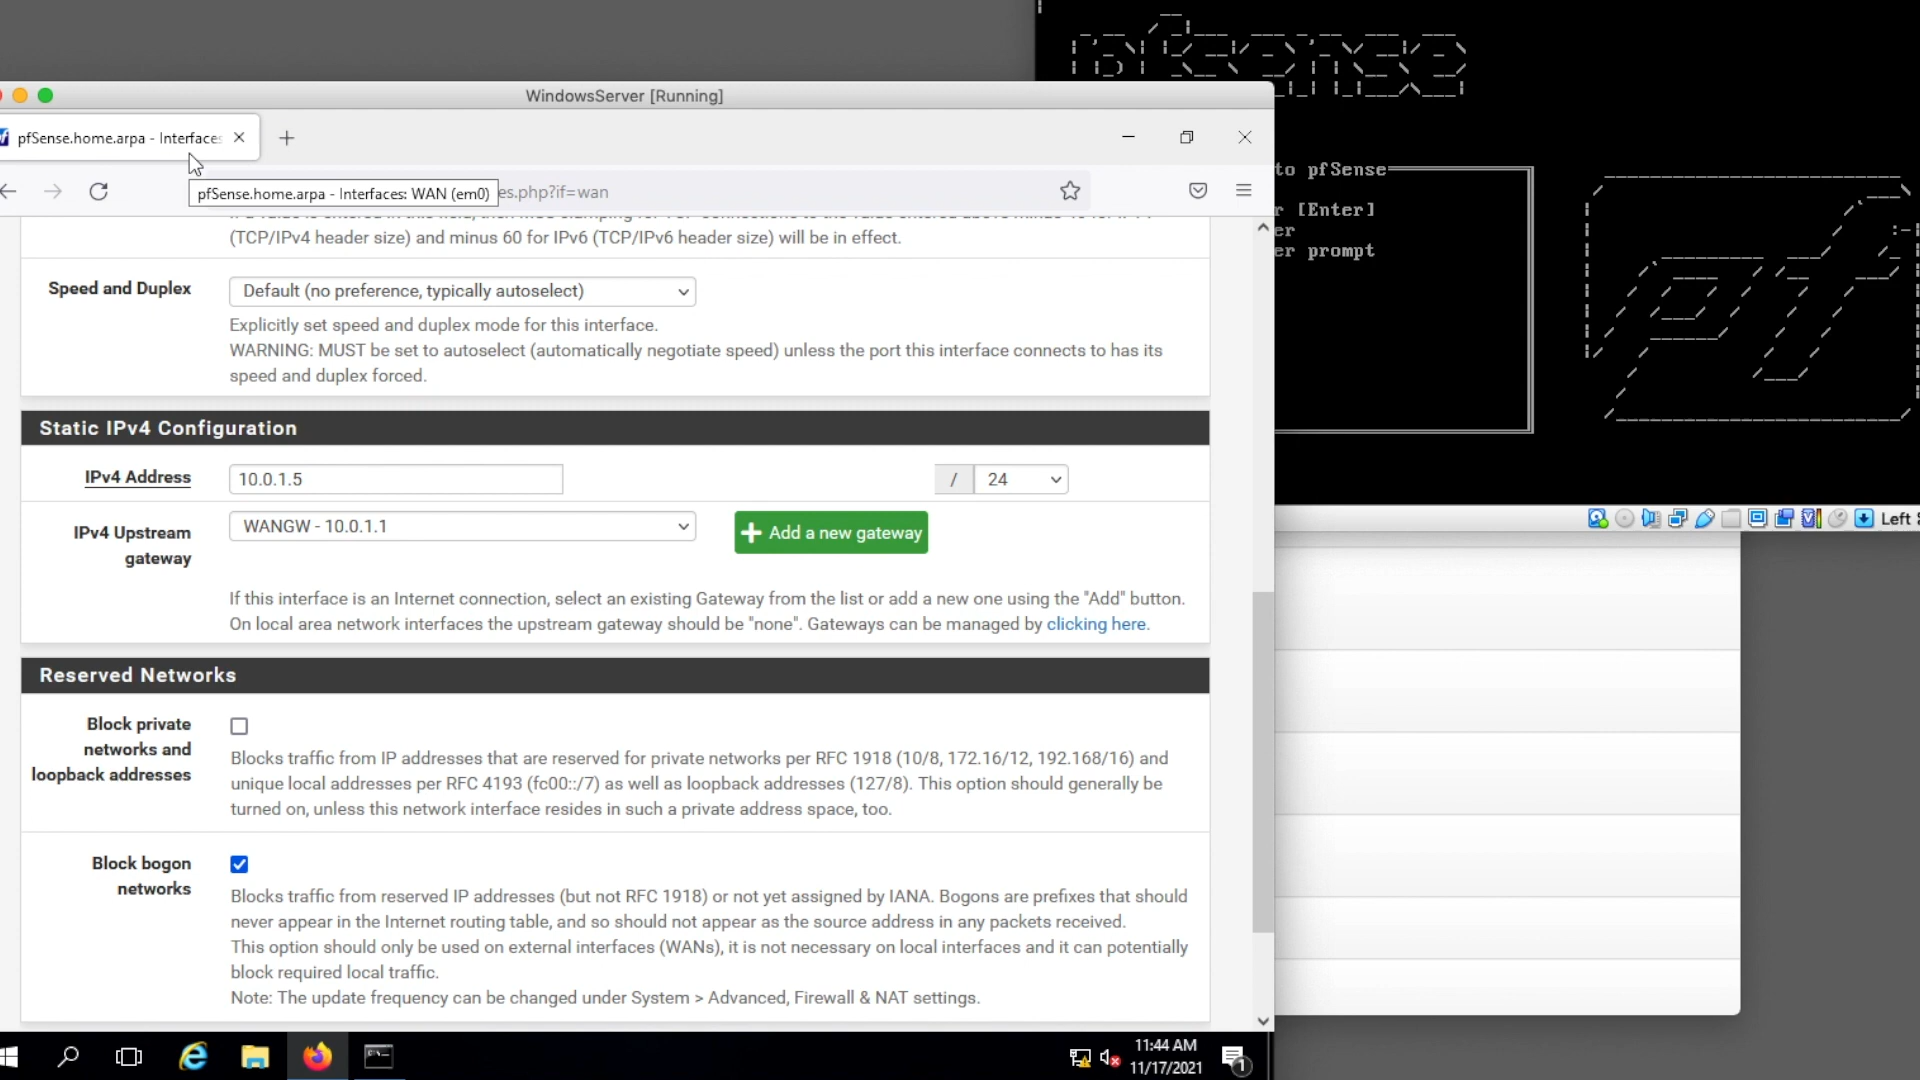 WindowsServer [Running]
pfSense.home.arpa - Interfaces
pfSense.home.arpa - Interfaces: WAN (em0)
es.php?if=wan
(TCP/IPv4 header size) and minus 60 for IPv6 (TCP/IPv6 header size) will be in effect.
Speed and Duplex
Default (no preference, typically autoselect)
Explicitly set speed and duplex mode for this interface.
WARNING: MUST be set to autoselect (automatically negotiate speed) unless the port this interface connects to has its
speed and duplex forced.
Static IPv4 Configuration
IPv4 Address
10.0.1.5
/ 24
IPv4 Upstream
gateway
WANGW - 10.0.1.1
Add a new gateway
If this interface is an Internet connection, select an existing Gateway from the list or add a new one using the "Add" button.
On local area network interfaces the upstream gateway should be "none". Gateways can be managed by clicking here.
Reserved Networks
Block private
networks and
loopback addresses
Blocks traffic from IP addresses that are reserved for private networks per RFC 1918 (10/8, 172.16/12, 192.168/16) and
unique local addresses per RFC 4193 (fc00::/7) as well as loopback addresses (127/8). This option should generally be
turned on, unless this network interface resides in such a private address space, too.
Block bogon
networks
Blocks traffic from reserved IP addresses (but not RFC 1918) or not yet assigned by IANA. Bogons are prefixes that should
never appear in the Internet routing table, and so should not appear as the source address in any packets received.
This option should only be used on external interfaces (WANs), it is not necessary on local interfaces and it can potentially
block required local traffic.
Note: The update frequency can be changed under System > Advanced, Firewall & NAT settings.
11:44 AM
11/17/2021
1
pfsense
to pfSense
r [Enter]
er
er prompt
pf
Left